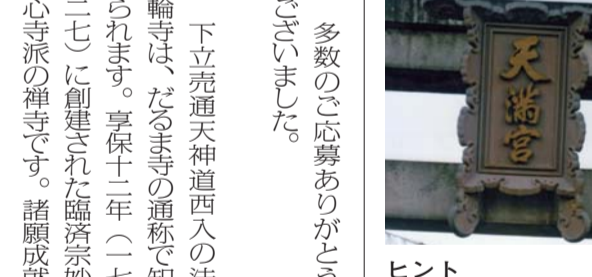 天満宮
ヒント
多数のご応募ありがとう
ございました。
下立売通天神道西入の法
輪寺は、だるま寺の通称で知
られます。享保十二年（一七
二七）に創建された臨済宗妙
心寺派の禅寺です。諸願成就